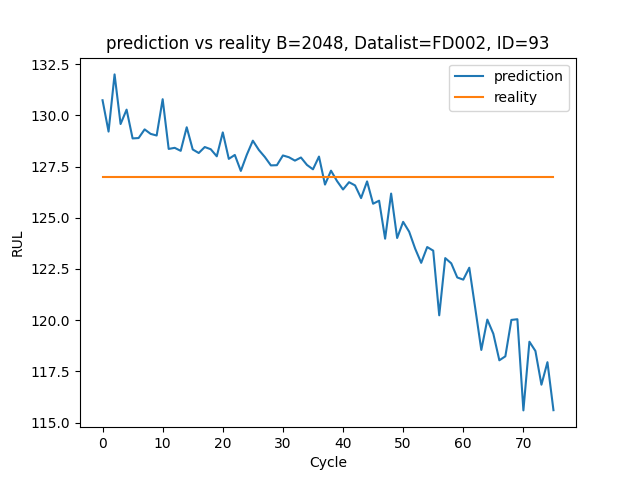 prediction vs reality B=2048, Datalist=FD002, ID=93
132.5
130.0
127.5
125.0
122.5
120.0
117.5
115.0
RUL
prediction
reality
0 10 20 30 40 50 60 70
Cycle